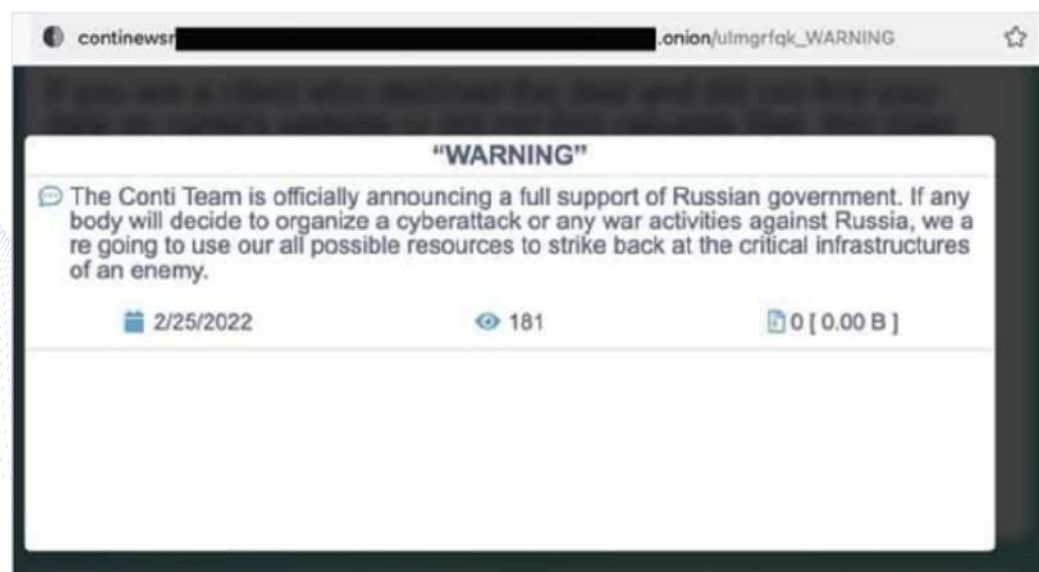 continewsr .onion/ulmgrfqk_WARNING
“WARNING”
The Conti Team is officially announcing a full support of Russian government. If any
body will decide to organize a cyberattack or any war activities against Russia, we a
re going to use our all possible resources to strike back at the critical infrastructures
of an enemy.
2/25/2022 181 0 [ 0.00 B ]